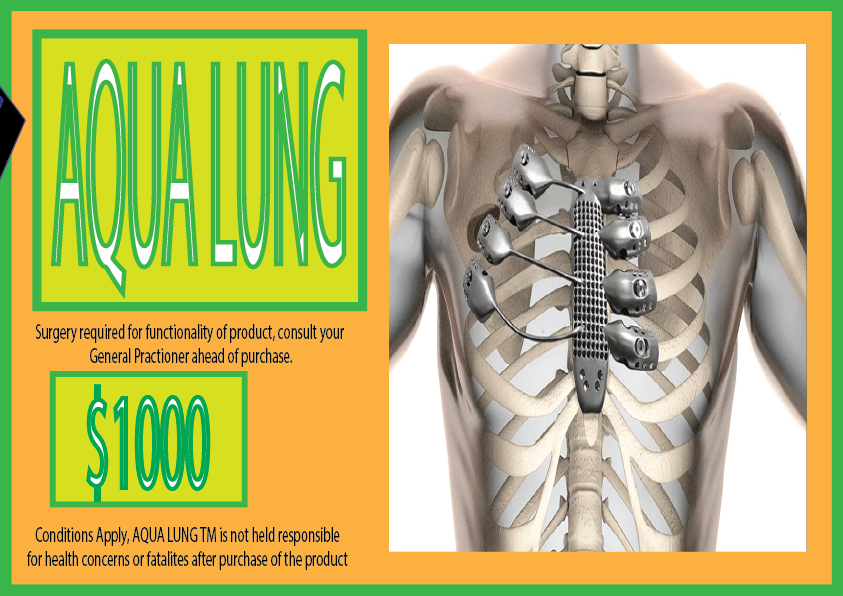 AQUA LUNG
Surgery required for functionality of product, consult your
General Practioner ahead of purchase.
$1000
Conditions Apply, AQUA LUNG TM is not held responsible
for health concerns or fatalites after purchase of the product